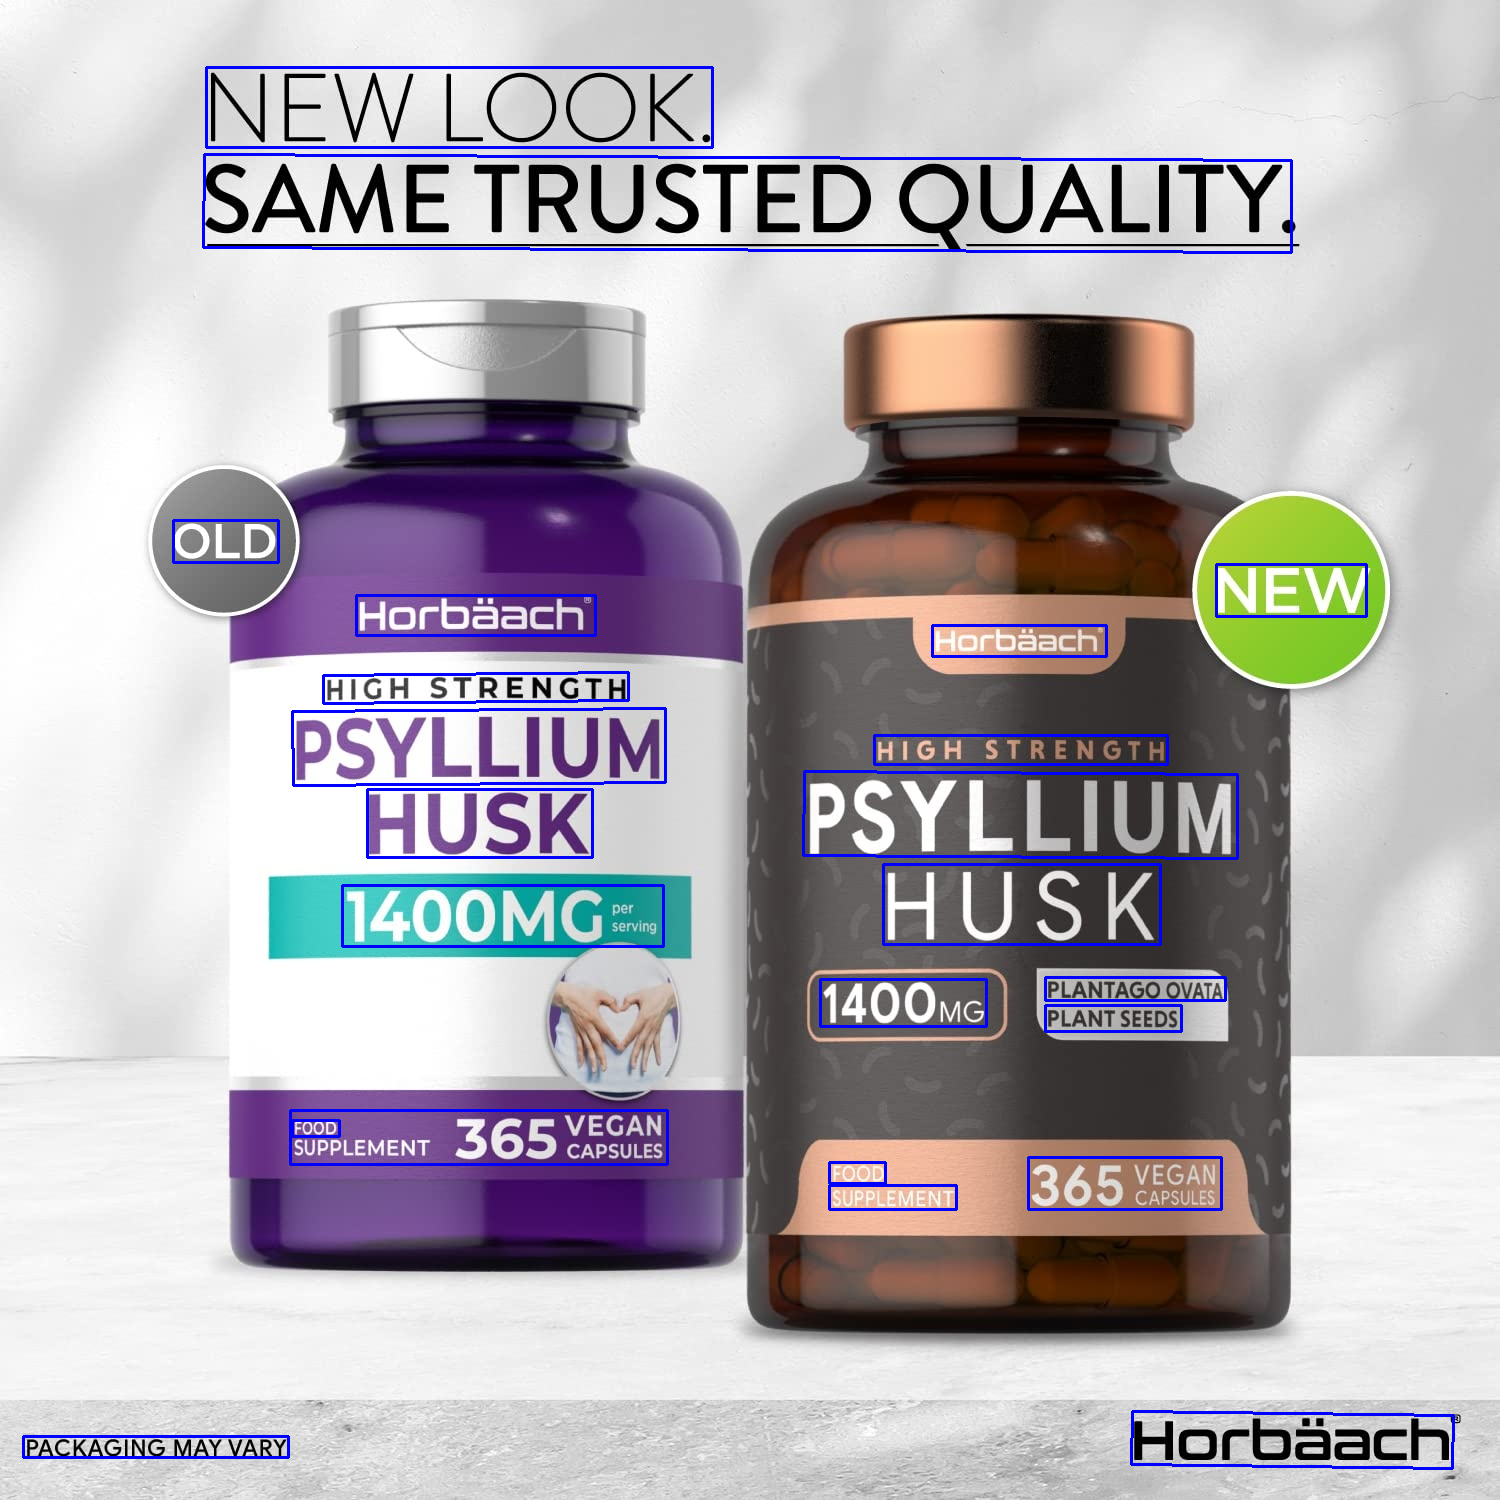 NEW LOOK.
SAME TRUSTED QUALITY.
OLD
Horbäach®
HIGH STRENGTH
PSYLLIUM
HUSK
1400MG per serving
FOOD SUPPLEMENT
365 VEGAN CAPSULES
NEW
Horbäach®
HIGH STRENGTH
PSYLLIUM
HUSK
1400MG
PLANTAGO OVATA
PLANT SEEDS
FOOD
SUPPLEMENT
365 VEGAN CAPSULES
PACKAGING MAY VARY
Horbäach®